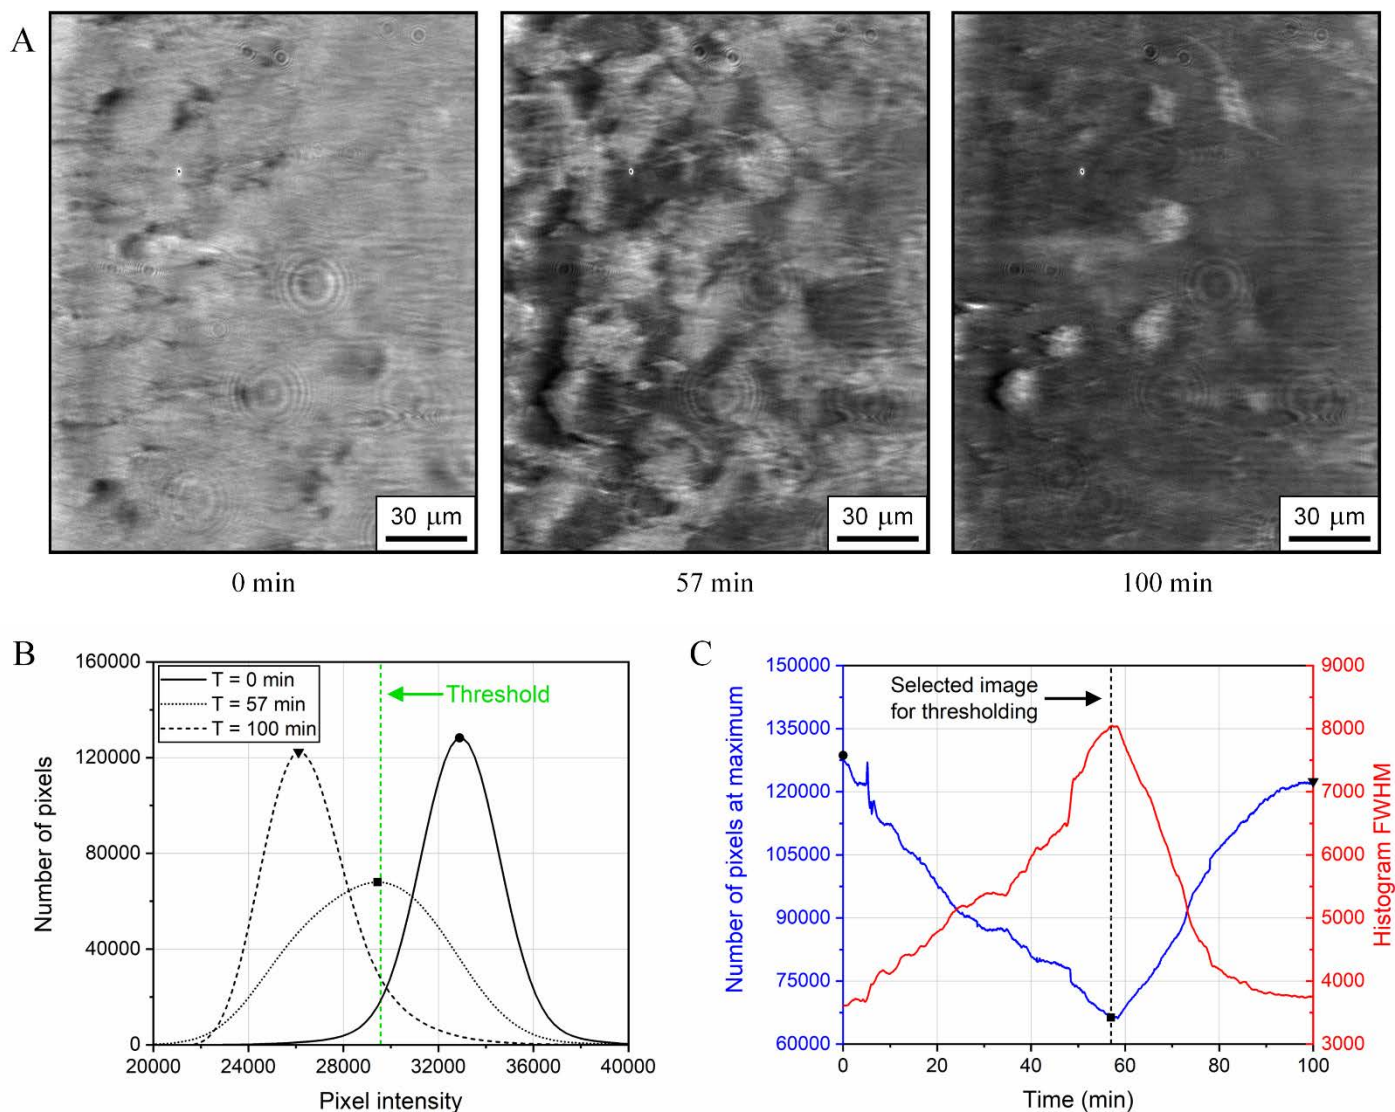 A
30 μm
30 μm
30 μm
0 min
57 min
100 min
B
160000
120000
80000
40000
0
20000
24000
28000
32000
36000
40000
Number of pixels
Pixel intensity
T = 0 min
T = 57 min
T = 100 min
Threshold
C
150000
135000
120000
105000
90000
75000
60000
Number of pixels at maximum
Selected image
for thresholding
9000
8000
7000
6000
5000
4000
3000
Histogram FWHM
0
20
40
60
80
100
Time (min)